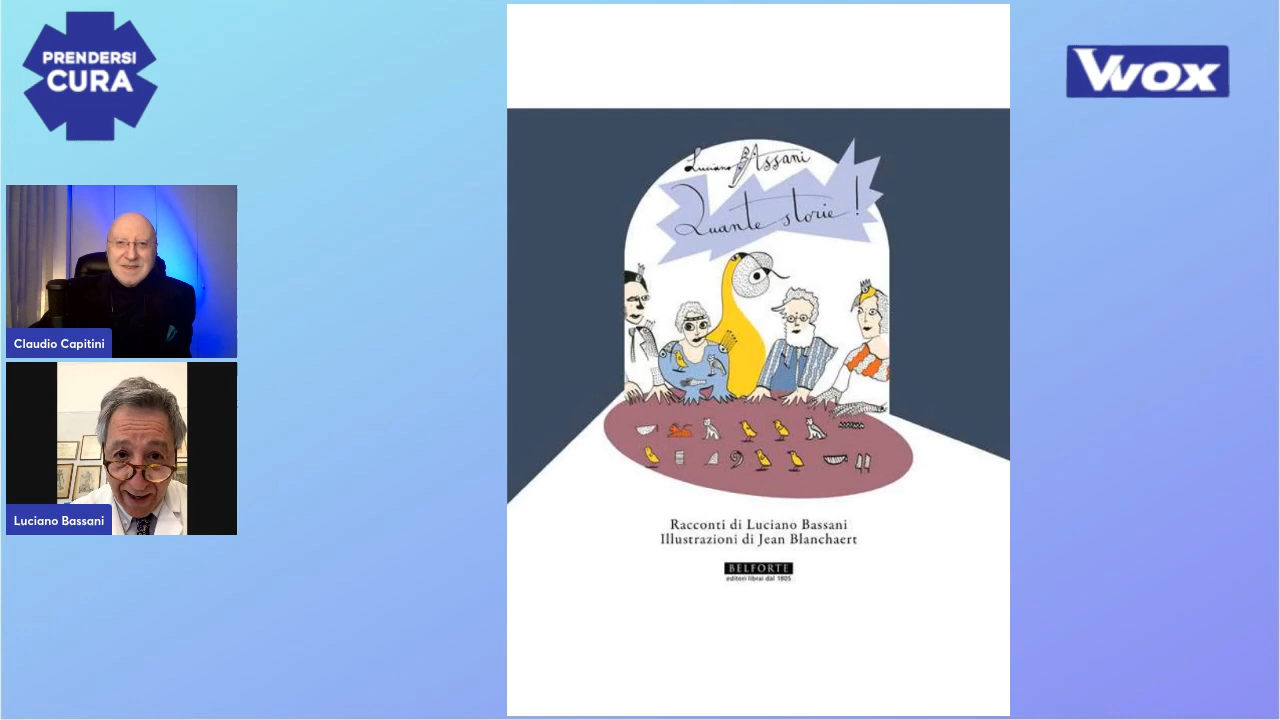 PRENDERSI
CURA
VVOX
Claudio Capitini
Luciano Bassani
Luciano BAssani
Quante storie!
Racconti di Luciano Bassani
Illustrazioni di Jean Blanchaert
BELFORTE
editori librai dal 1805